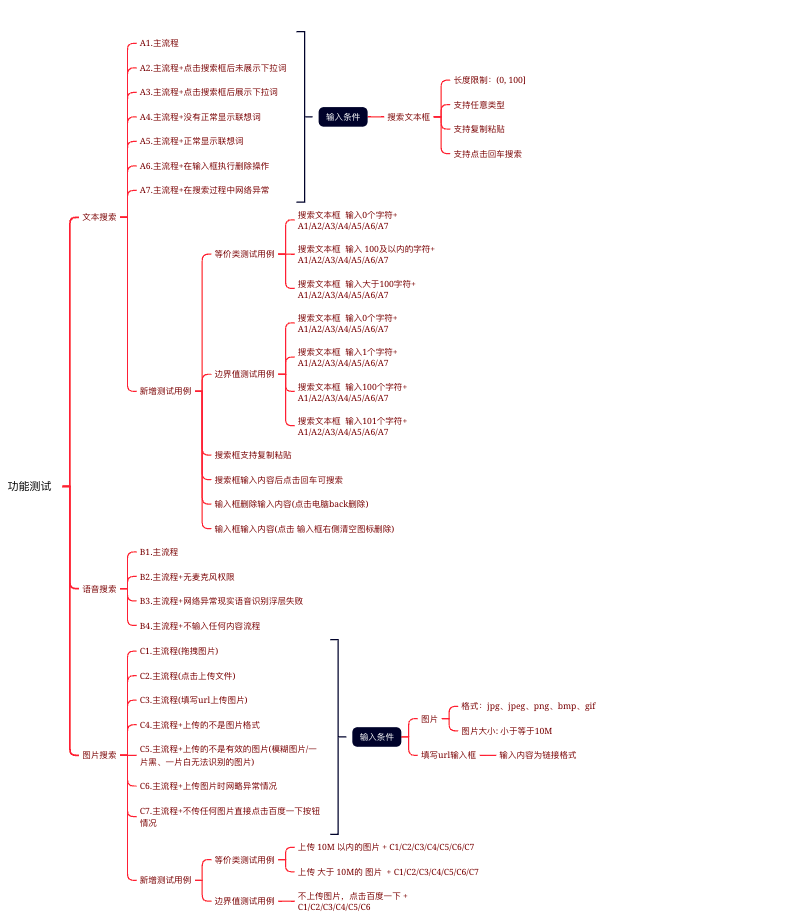 功能测试
文本搜索
A1.主流程
A2.主流程+点击搜索框后未展示下拉词
A3.主流程+点击搜索框后展示下拉词
A4.主流程+没有正常显示联想词
A5.主流程+正常显示联想词
A6.主流程+在输入框执行删除操作
A7.主流程+在搜索过程中网络异常
输入条件
搜索文本框
长度限制：(0, 100]
支持任意类型
支持复制粘贴
支持点击回车搜索
新增测试用例
等价类测试用例
搜索文本框 输入0个字符+
A1/A2/A3/A4/A5/A6/A7
搜索文本框 输入 100及以内的字符+
A1/A2/A3/A4/A5/A6/A7
搜索文本框 输入大于100字符+
A1/A2/A3/A4/A5/A6/A7
边界值测试用例
搜索文本框 输入0个字符+
A1/A2/A3/A4/A5/A6/A7
搜索文本框 输入1个字符+
A1/A2/A3/A4/A5/A6/A7
搜索文本框 输入100个字符+
A1/A2/A3/A4/A5/A6/A7
搜索文本框 输入101个字符+
A1/A2/A3/A4/A5/A6/A7
搜索框支持复制粘贴
搜索框输入内容后点击回车可搜索
输入框删除输入内容(点击电脑back删除)
输入框输入内容(点击 输入框右侧清空图标删除)
语音搜索
B1.主流程
B2.主流程+无麦克风权限
B3.主流程+网络异常现实语音识别浮层失败
B4.主流程+不输入任何内容流程
图片搜索
C1.主流程(拖拽图片)
C2.主流程(点击上传文件)
C3.主流程(填写url上传图片)
C4.主流程+上传的不是图片格式
C5.主流程+上传的不是有效的图片(模糊图片/一
片黑、一片白无法识别的图片)
C6.主流程+上传图片时网略异常情况
C7.主流程+不传任何图片直接点击百度一下按钮
情况
输入条件
图片
格式：jpg、jpeg、png、bmp、gif
图片大小: 小于等于10M
填写url输入框
输入内容为链接格式
新增测试用例
等价类测试用例
上传 10M 以内的图片 + C1/C2/C3/C4/C5/C6/C7
上传 大于 10M的 图片 + C1/C2/C3/C4/C5/C6/C7
边界值测试用例
不上传图片，点击百度一下 +
C1/C2/C3/C4/C5/C6